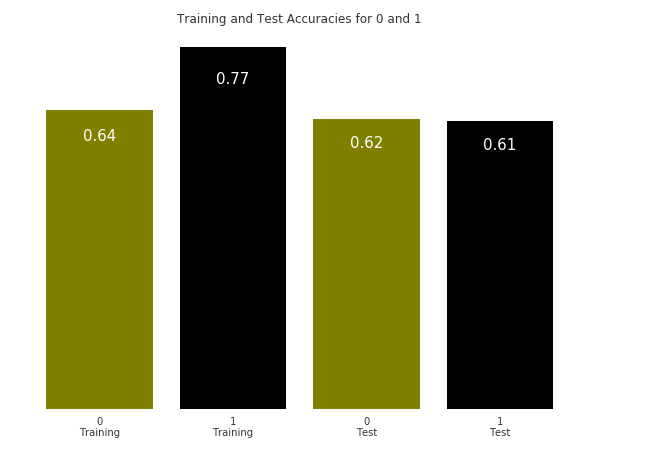 Training and Test Accuracies for 0 and 1
0.64
0.77
0.62
0.61
0
Training
1
Training
0
Test
1
Test